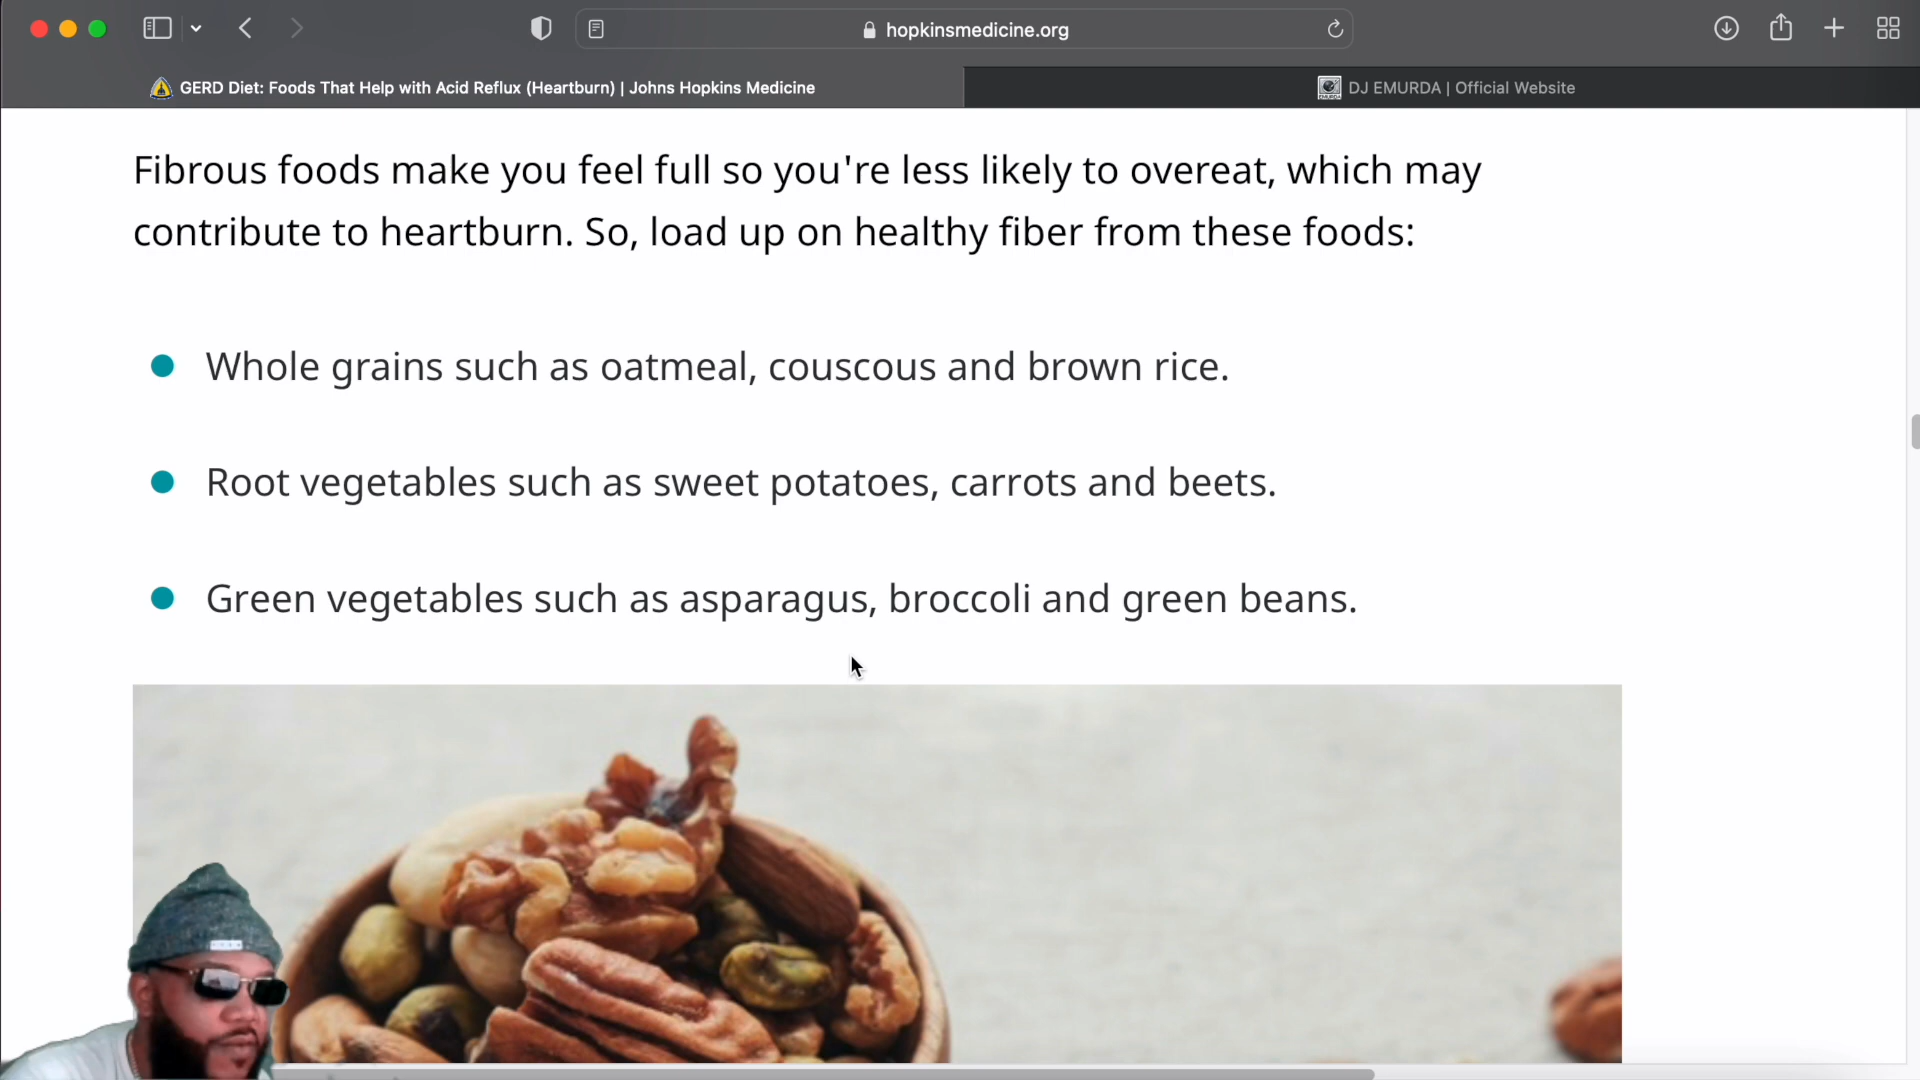 hopkinsmedicine.org
GERD Diet: Foods That Help with Acid Reflux (Heartburn) | Johns Hopkins Medicine
DJ EMURDA | Official Website
Fibrous foods make you feel full so you're less likely to overeat, which may
contribute to heartburn. So, load up on healthy fiber from these foods:
Whole grains such as oatmeal, couscous and brown rice.
Root vegetables such as sweet potatoes, carrots and beets.
Green vegetables such as asparagus, broccoli and green beans.